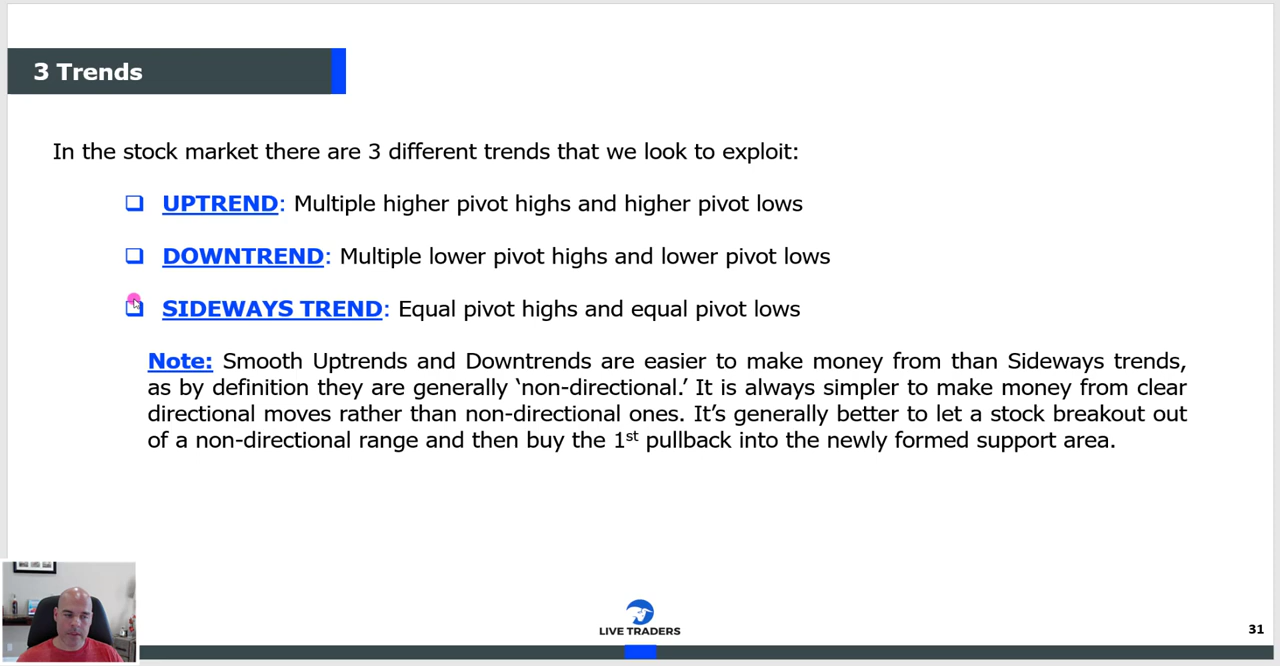 3 Trends
In the stock market there are 3 different trends that we look to exploit:
UPTREND: Multiple higher pivot highs and higher pivot lows
DOWNTREND: Multiple lower pivot highs and lower pivot lows
SIDEWAYS TREND: Equal pivot highs and equal pivot lows
Note: Smooth Uptrends and Downtrends are easier to make money from than Sideways trends,
as by definition they are generally ‘non-directional.’ It is always simpler to make money from clear
directional moves rather than non-directional ones. It’s generally better to let a stock breakout out
of a non-directional range and then buy the 1st pullback into the newly formed support area.
LIVE TRADERS
31